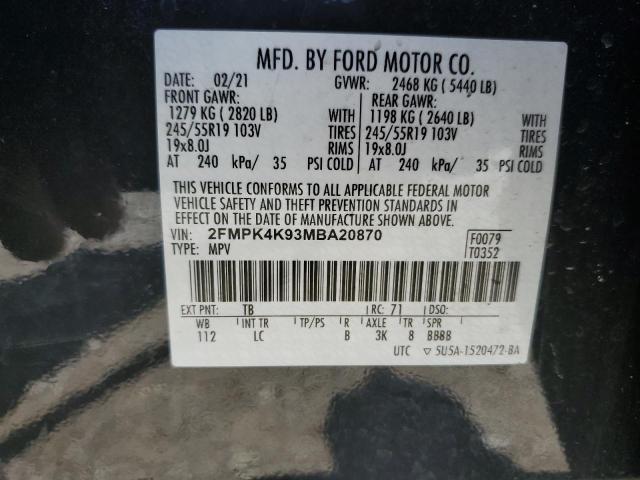 MFD. BY FORD MOTOR CO.
DATE: 02/21 GVWR: 2468 KG ( 5440 LB)
FRONT GAWR: REAR GAWR:
1279 KG ( 2820 LB) WITH 1198 KG ( 2640 LB) WITH
245/55R19 103V TIRES 245/55R19 103V TIRES
19x8.0J RIMS 19x8.0J RIMS
AT 240 kPa/ 35 PSI COLD AT 240 kPa/ 35 PSI COLD
THIS VEHICLE CONFORMS TO ALL APPLICABLE FEDERAL MOTOR
VEHICLE SAFETY AND THEFT PREVENTION STANDARDS IN
EFFECT ON THE DATE OF MANUFACTURE SHOWN ABOVE.
VIN: 2FMPK4K93MBA20870 F0079
TYPE: MPV T0352
EXT PNT: TB RC: 71 DSO:
WB INT TR TP/PS R AXLE TR SPR
112 LC B 3K 8 BBBB
UTC ▽ 5U5A-1520472-BA